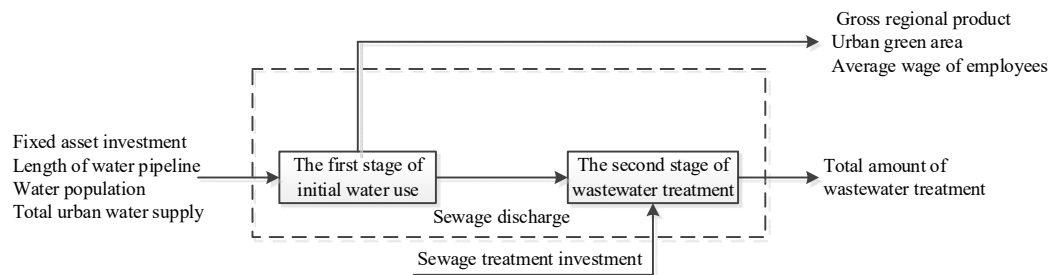 Gross regional product
Urban green area
Average wage of employees
Fixed asset investment
Length of water pipeline
Water population
Total urban water supply
The first stage of
initial water use
The second stage of
wastewater treatment
Total amount of
wastewater treatment
Sewage discharge
Sewage treatment investment